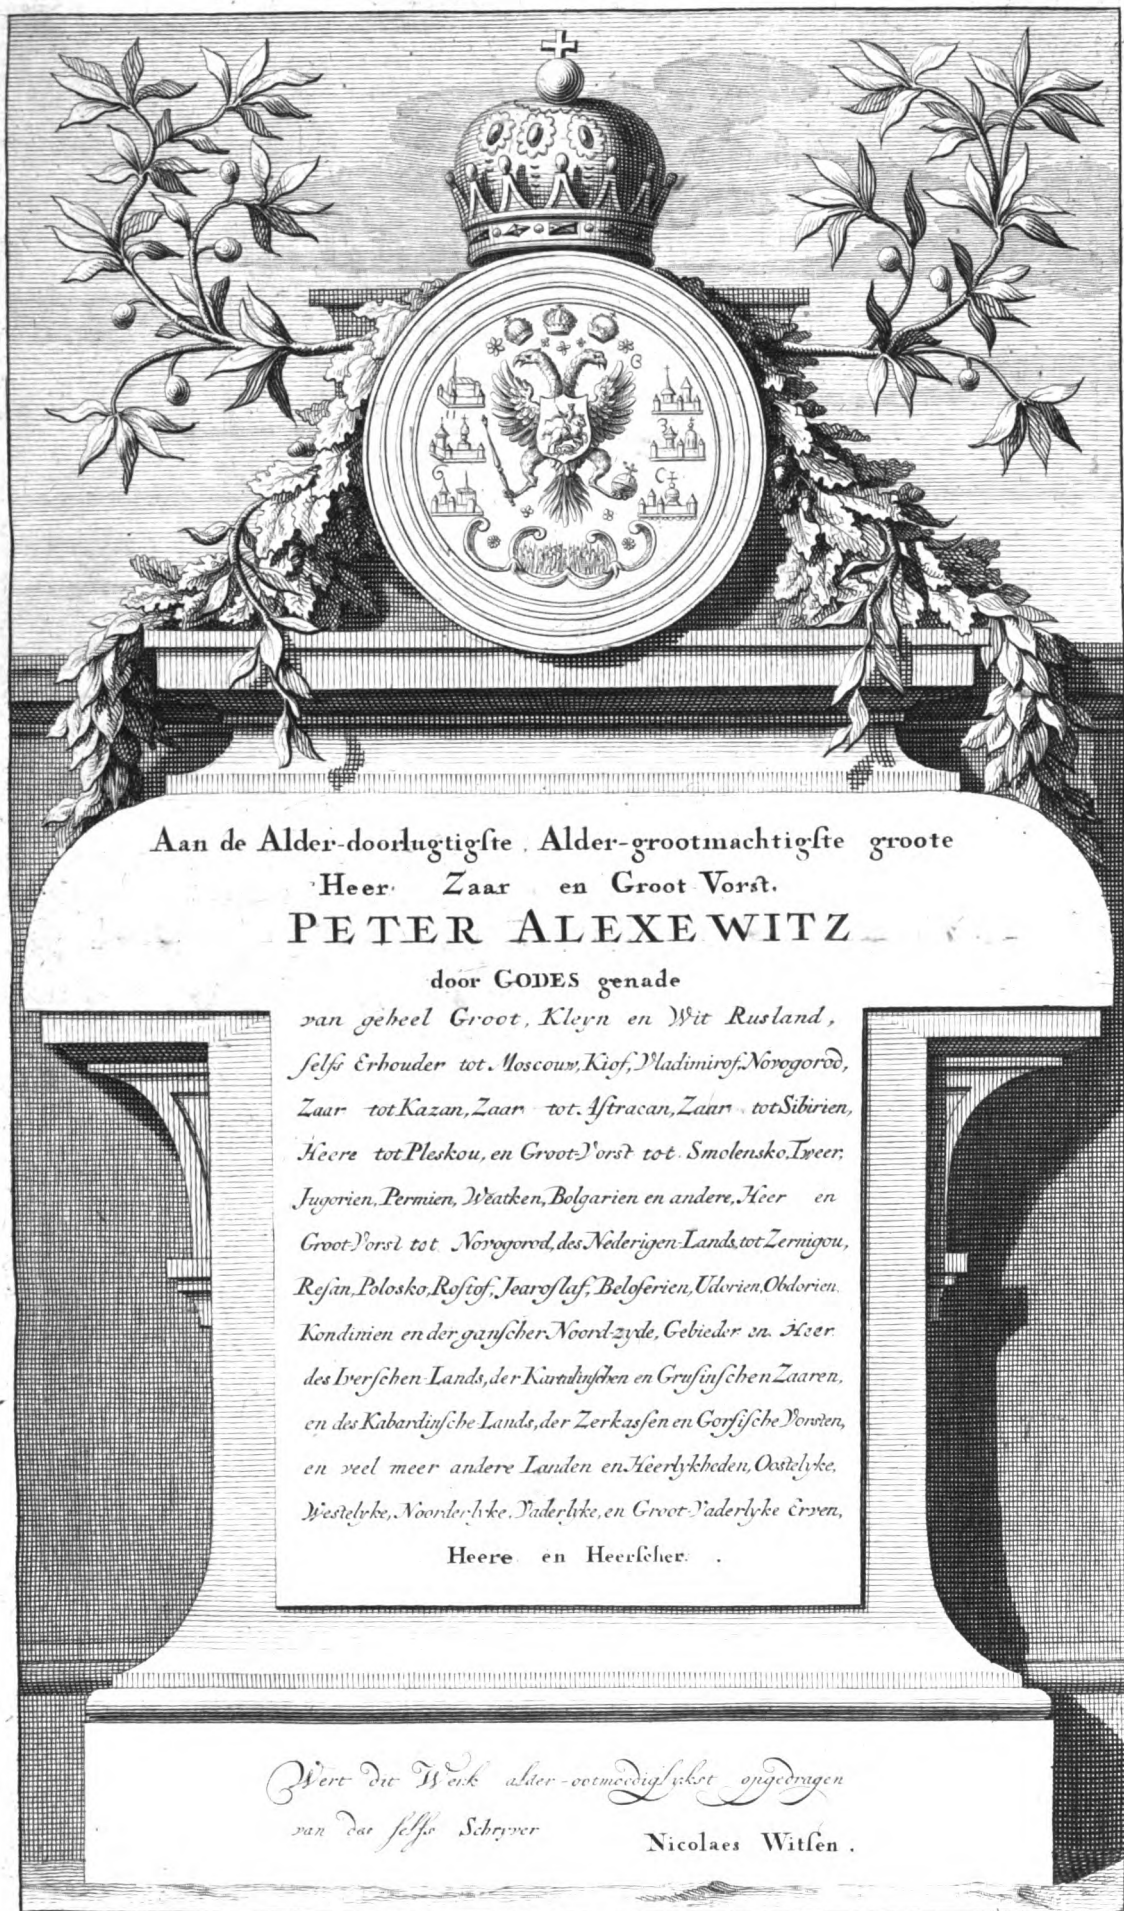 Aan de Alder-doorlugtigſte, Alder-grootmachtigſte groote
Heer Zaar en Groot Vorst.
PETER ALEXEWITZ
door GODES genade
van geheel Groot, Kleyn en Wit Rusland,
ſelfs Erhouder tot Moscouw, Kiof, Vladimirof, Novogorod,
Zaar tot Kazan, Zaar tot Aſtracan, Zaar tot Sibirien,
Heere tot Pleskou, en Groot-Vorst tot Smolensko, Tweer,
Jugorien, Permien, Weatken, Bolgarien en andere, Heer en
Groot-Vorst tot Novogorod, des Nederigen-Lands, tot Zernigou,
Reſan, Polosko, Roſtof, Jearoſlaf, Beloſerien, Udorien, Obdorien,
Kondinien en der ganſcher Noord-zyde, Gebieder en Heer
des Iverſchen Lands, der Kartalinſchen en Gruſinſchen Zaaren,
en des Kabardinſche Lands, der Zerkaſſen en Gorſische Vorsten,
en veel meer andere Landen en Heerlykheden, Oostelyke,
Westelyke, Noorderlyke, Vaderlyke, en Groot-Vaderlyke Erven,
Heere en Heerſcher.
Wert dit Werk alder-ootmoediglykst opgedragen
van des ſelfs Schryver
Nicolaes Witſen.